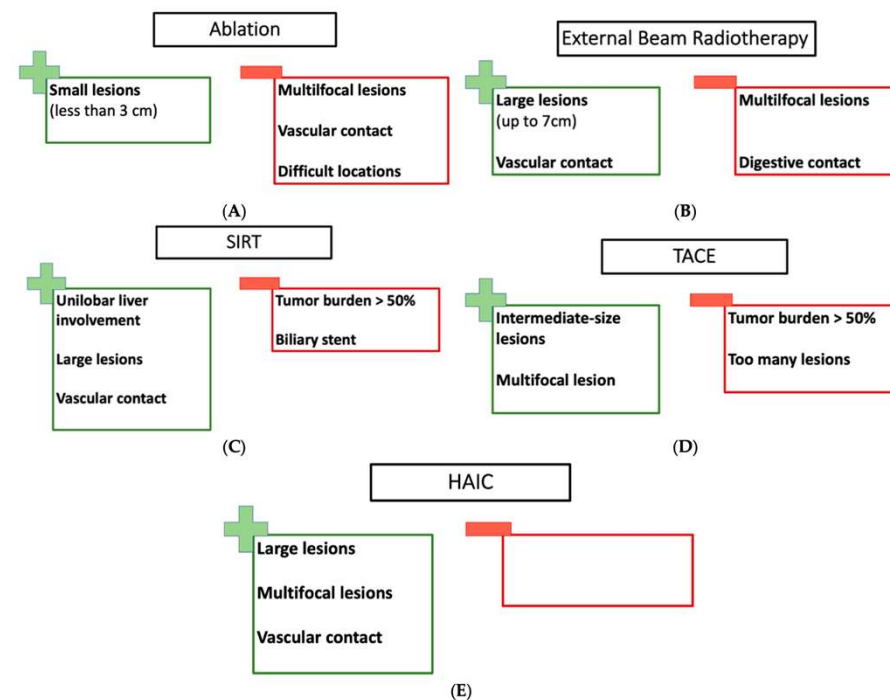 Ablation
Small lesions
(less than 3 cm)
Multilfocal lesions
Vascular contact
Difficult locations
(A)
External Beam Radiotherapy
Large lesions
(up to 7cm)
Vascular contact
Multilfocal lesions
Digestive contact
(B)
SIRT
Unilobar liver
involvement
Large lesions
Vascular contact
Tumor burden > 50%
Biliary stent
(C)
TACE
Intermediate-size
lesions
Multifocal lesion
Tumor burden > 50%
Too many lesions
(D)
HAIC
Large lesions
Multifocal lesions
Vascular contact
(E)